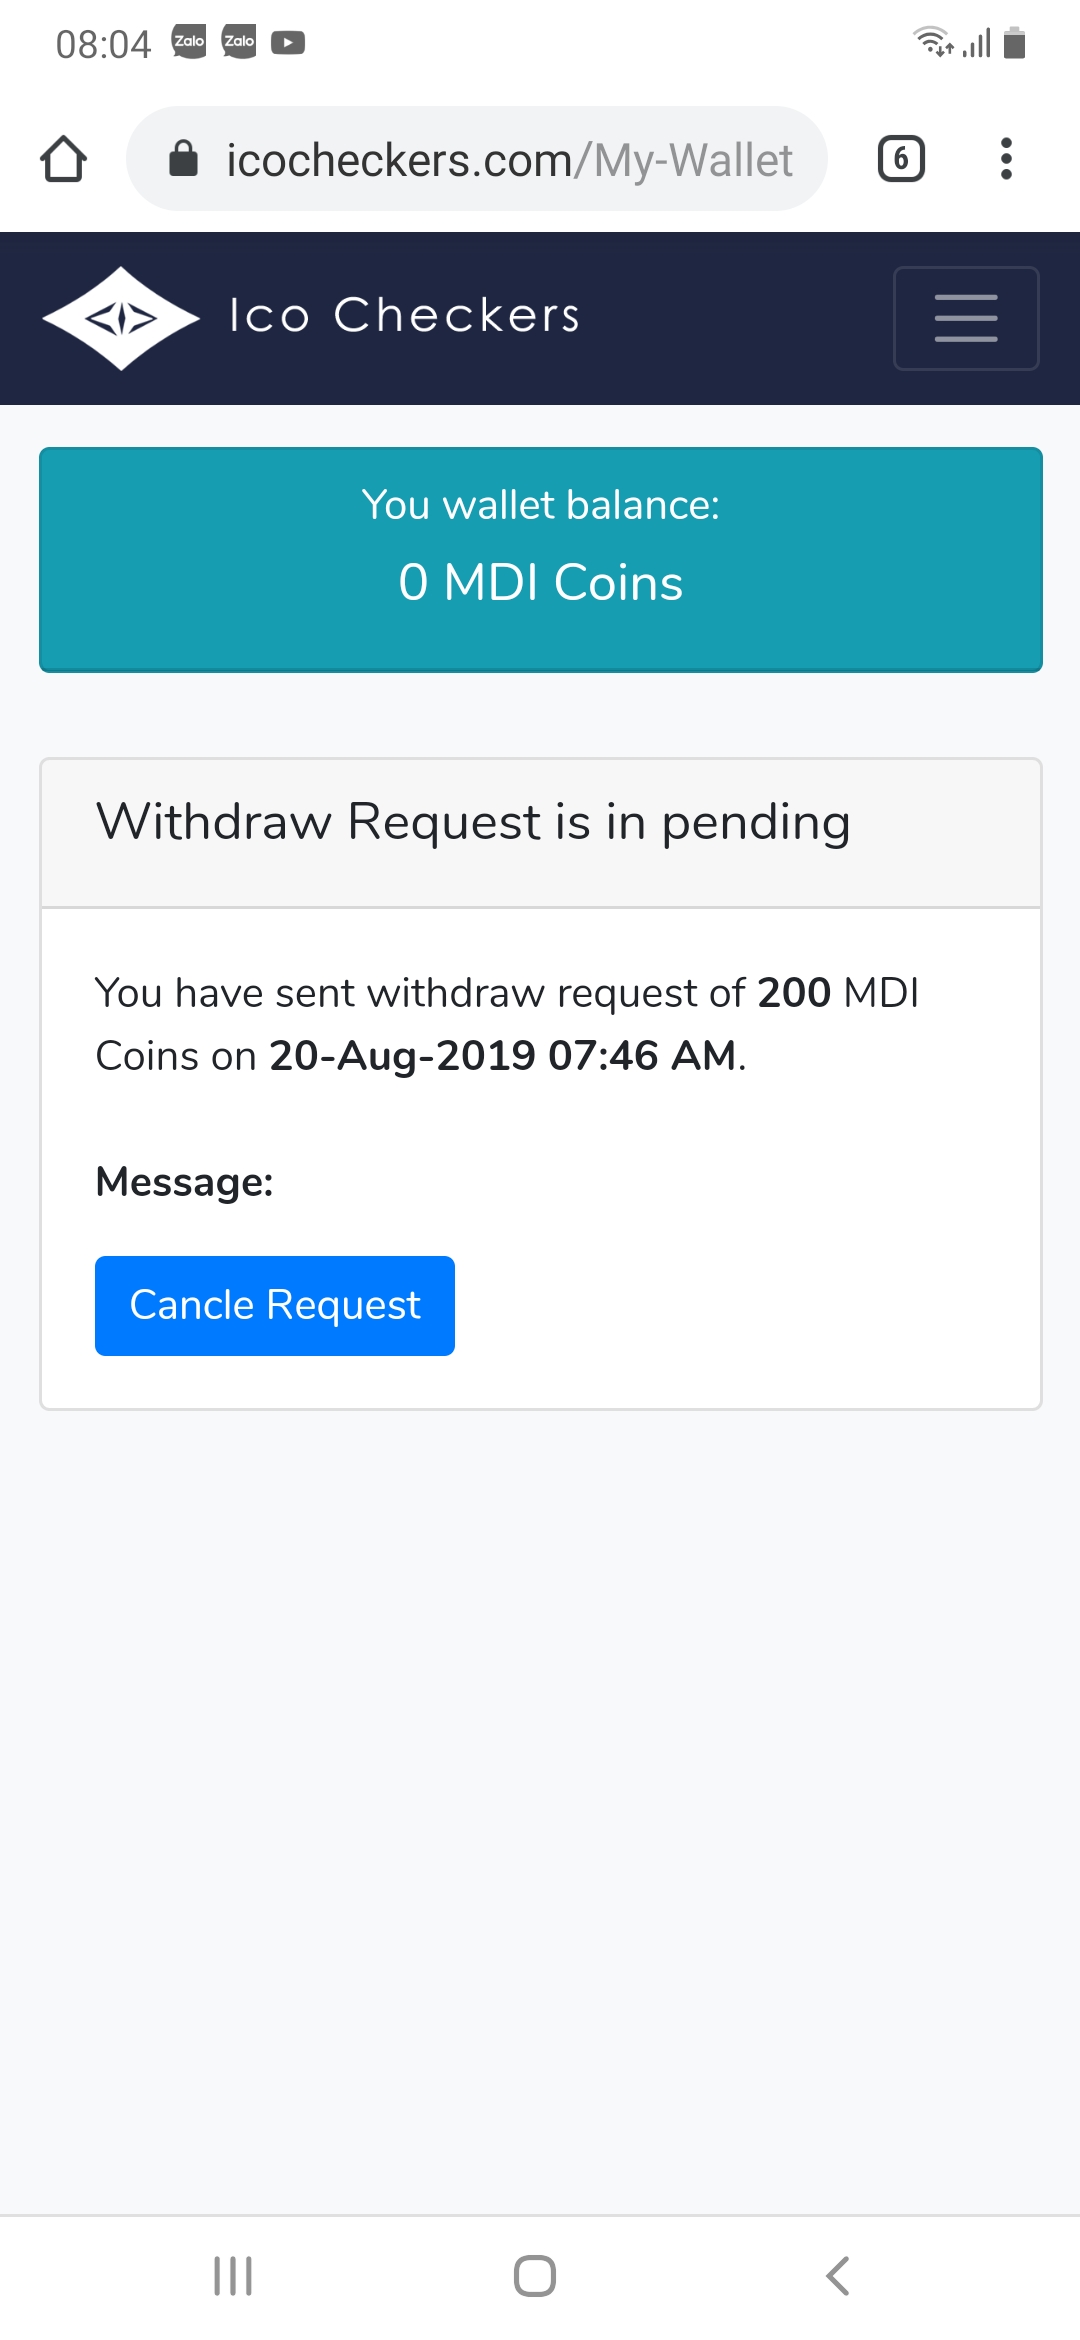 08:04 Zalo Zalo
icocheckers.com/My-Wallet 6
Ico Checkers
You wallet balance:
0 MDI Coins
Withdraw Request is in pending
You have sent withdraw request of 200 MDI
Coins on 20-Aug-2019 07:46 AM.
Message:
Cancle Request